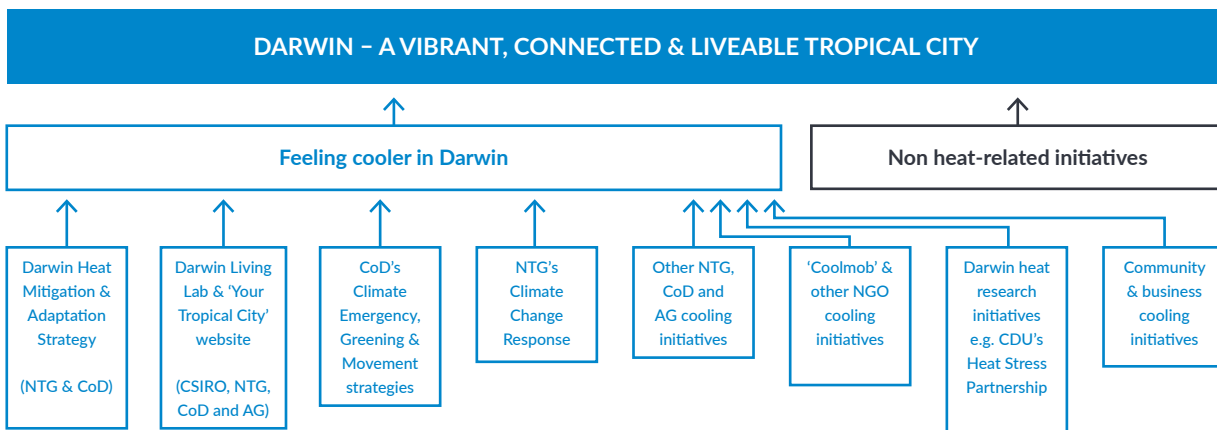 DARWIN – A VIBRANT, CONNECTED & LIVEABLE TROPICAL CITY
Feeling cooler in Darwin
Non heat-related initiatives
Darwin Heat
Mitigation &
Adaptation
Strategy
(NTG & CoD)
Darwin Living
Lab & ‘Your
Tropical City’
website
(CSIRO, NTG,
CoD and AG)
CoD’s
Climate
Emergency,
Greening &
Movement
strategies
NTG’s
Climate
Change
Response
Other NTG,
CoD and
AG cooling
initiatives
‘Coolmob’ &
other NGO
cooling
initiatives
Darwin heat
research
initiatives
e.g. CDU’s
Heat Stress
Partnership
Community
& business
cooling
initiatives